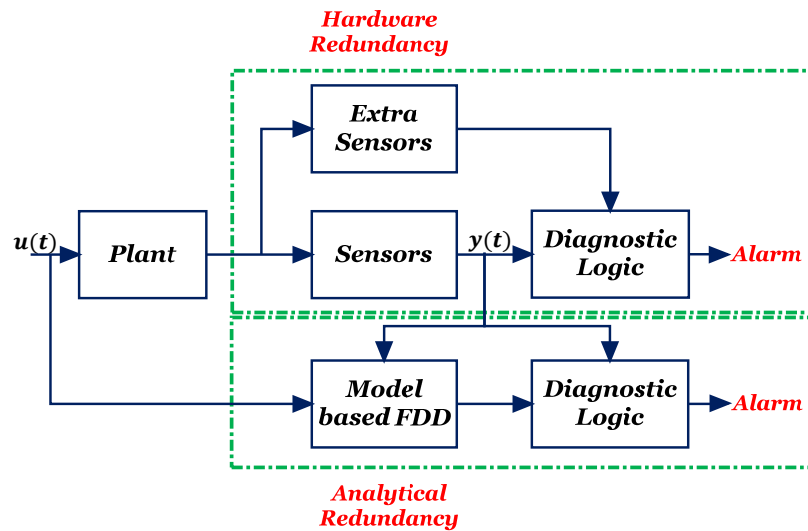 Hardware
Redundancy
Extra
Sensors
u(t)
Plant
Sensors
y(t)
Diagnostic
Logic
Alarm
Model
based FDD
Diagnostic
Logic
Alarm
Analytical
Redundancy